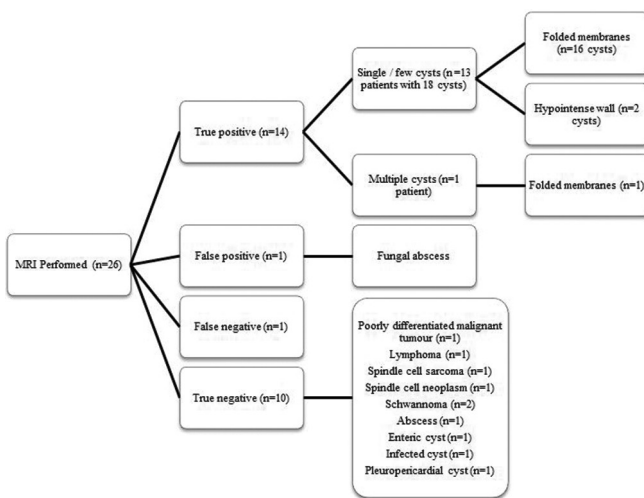 MRI Performed (n=26)
True positive (n=14)
Single / few cysts (n=13
patients with 18 cysts)
Folded membranes
(n=16 cysts)
Hypointense wall (n=2
cysts)
Multiple cysts (n=1
patient)
Folded membranes (n=1)
False positive (n=1)
Fungal abscess
False negative (n=1)
True negative (n=10)
Poorly differentiated malignant
tumour (n=1)
Lymphoma (n=1)
Spindle cell sarcoma (n=1)
Spindle cell neoplasm (n=1)
Schwannoma (n=2)
Abscess (n=1)
Enteric cyst (n=1)
Infected cyst (n=1)
Pleuropericardial cyst (n=1)